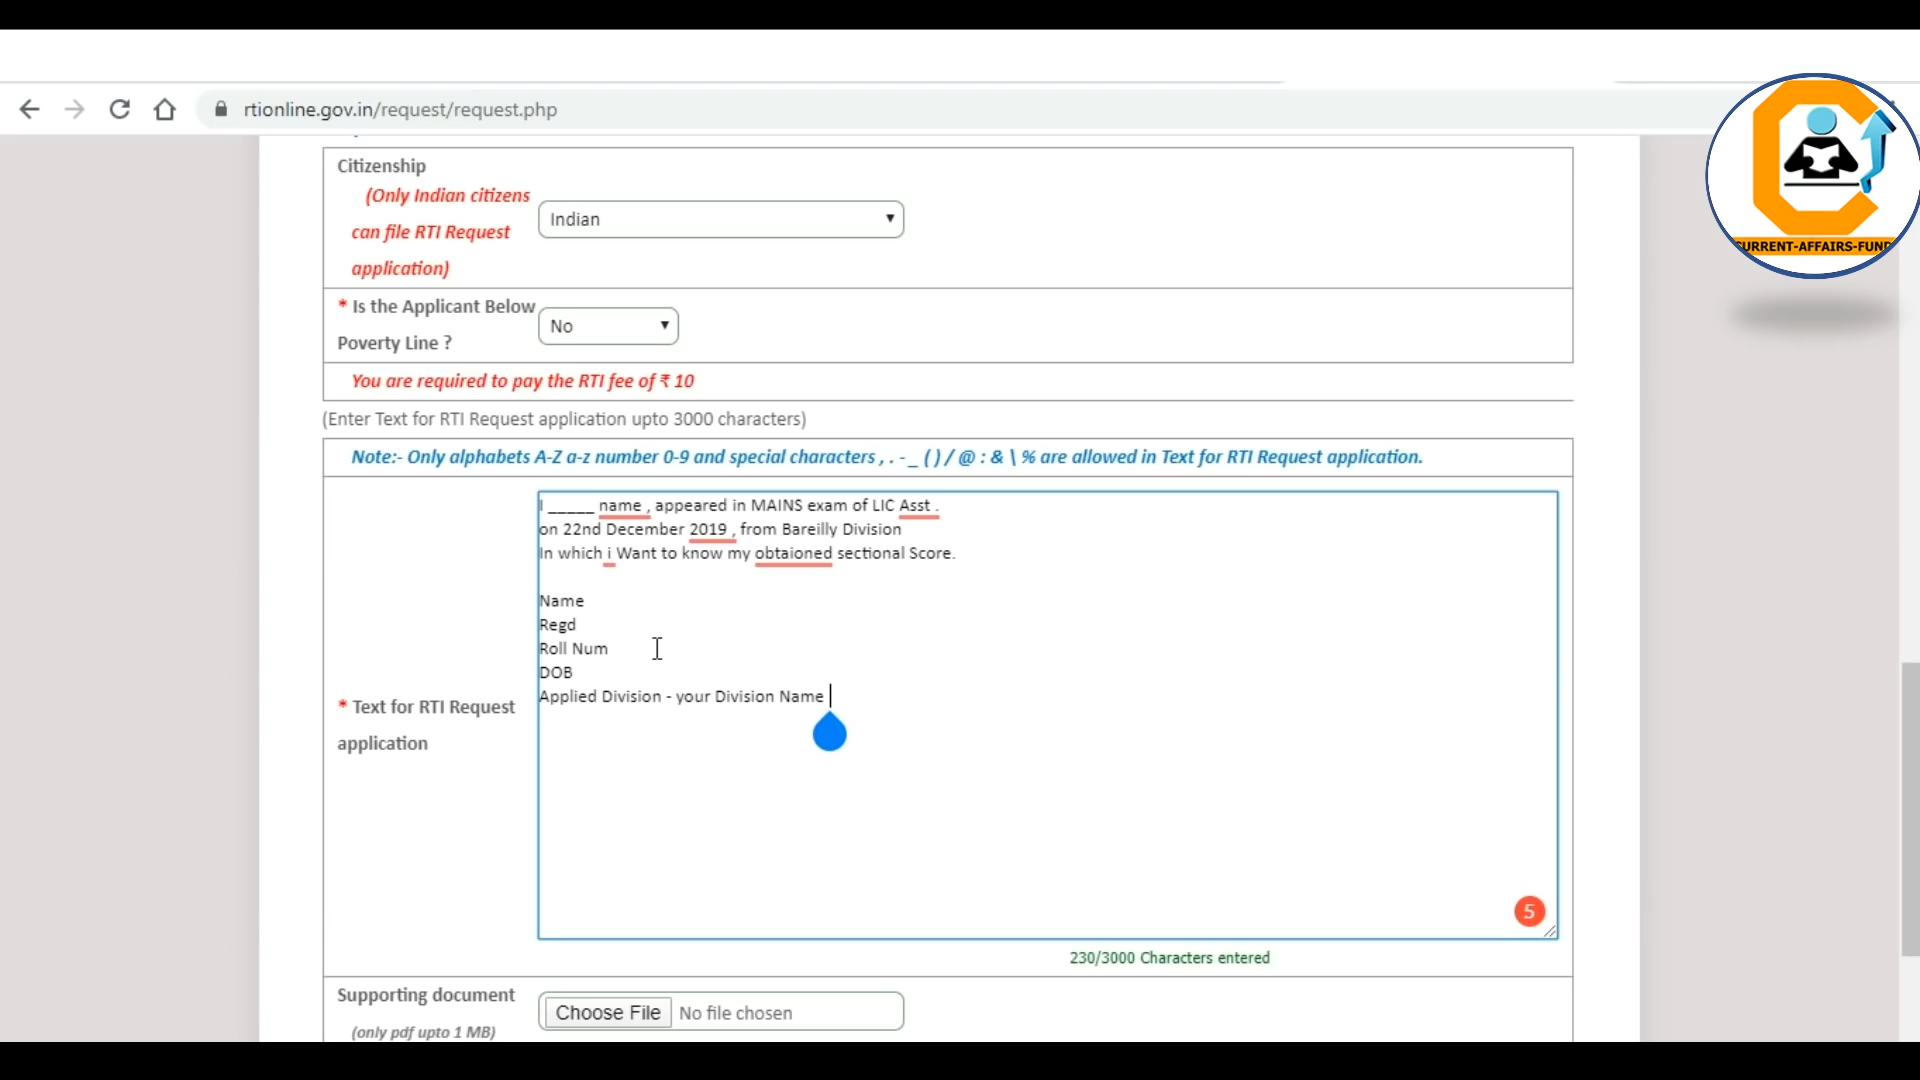 rtionline.gov.in/request/request.php
CURRENT-AFFAIRS-FUND
Citizenship
(Only Indian citizens
can file RTI Request
application)
Indian
* Is the Applicant Below
Poverty Line ?
No
You are required to pay the RTI fee of ₹ 10
(Enter Text for RTI Request application upto 3000 characters)
Note:- Only alphabets A-Z a-z number 0-9 and special characters , . - _ ( ) / @ : & \ % are allowed in Text for RTI Request application.
* Text for RTI Request
application
I _____ name , appeared in MAINS exam of LIC Asst .
on 22nd December 2019 , from Bareilly Division
In which i Want to know my obtaioned sectional Score.
Name
Regd
Roll Num
DOB
Applied Division - your Division Name
5
230/3000 Characters entered
Supporting document
(only pdf upto 1 MB)
Choose File No file chosen